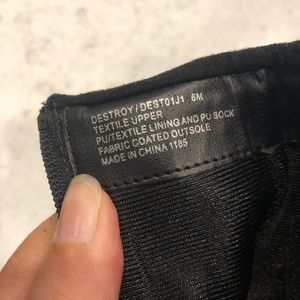 DESTROY/DEST01J1 6M
TEXTILE UPPER
PU/TEXTILE LINING AND PU SOCK
FABRIC COATED OUTSOLE
MADE IN CHINA 1185